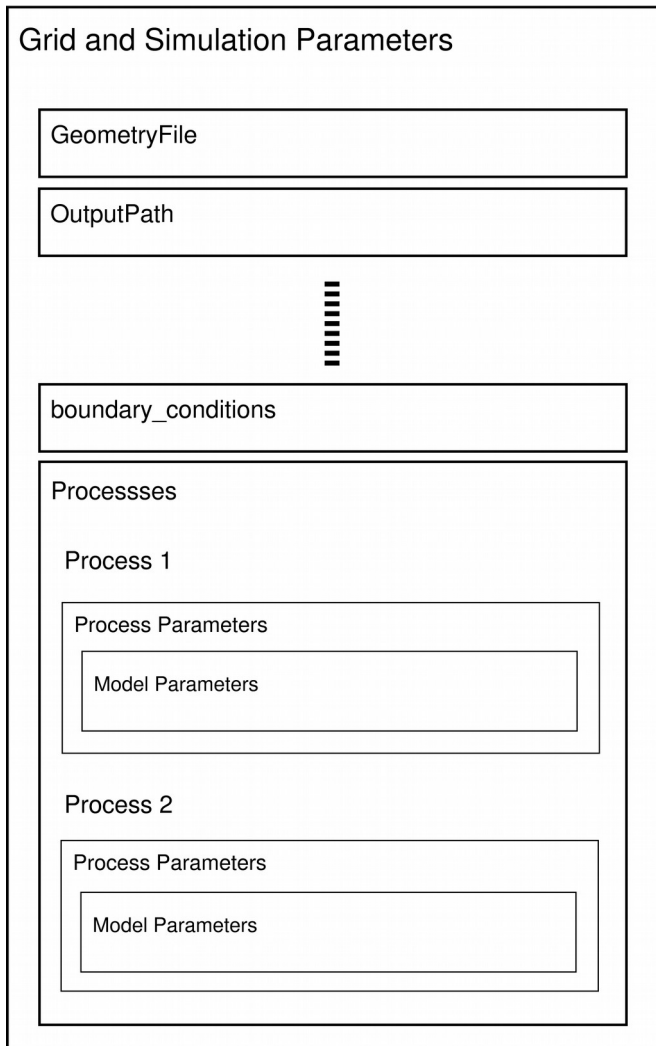 Grid and Simulation Parameters
GeometryFile
OutputPath
boundary_conditions
Processses
Process 1
Process Parameters
Model Parameters
Process 2
Process Parameters
Model Parameters